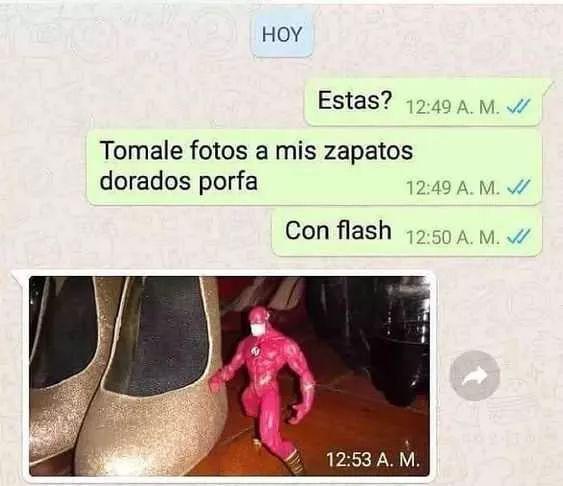 HOY
Estas? 12:49 A. M.
Tomale fotos a mis zapatos
dorados porfa 12:49 A. M.
Con flash 12:50 A. M.
12:53 A. M.